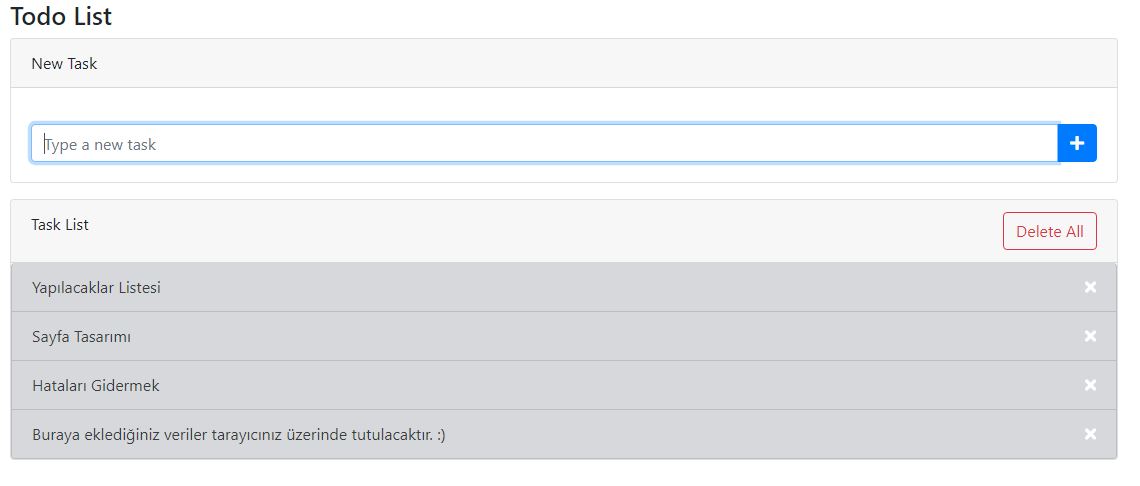 Todo List
New Task
Type a new task
Task List
Delete All
Yapılacaklar Listesi
Sayfa Tasarımı
Hataları Gidermek
Buraya eklediğiniz veriler tarayıcınız üzerinde tutulacaktır. :)